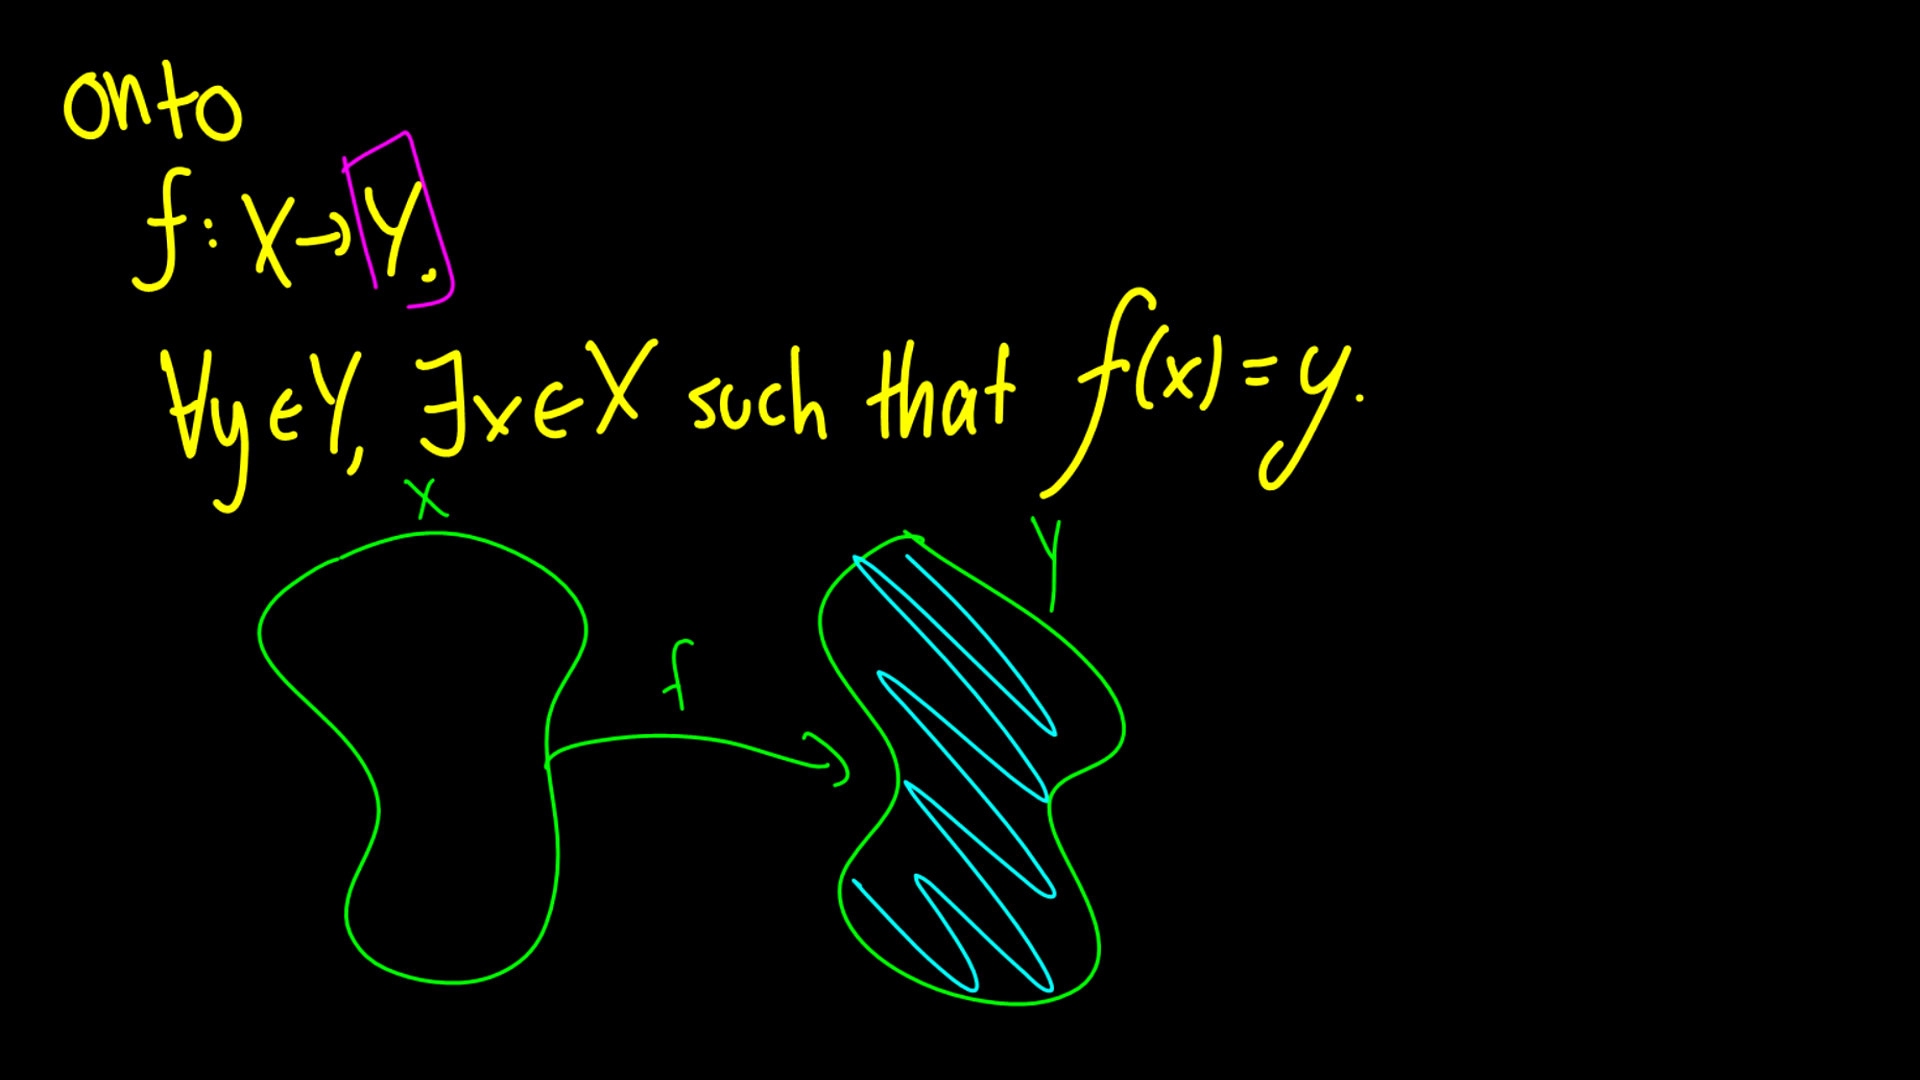 onto
f: X→Y,
∀y∈Y, ∃x∈X such that f(x)=y.
X
Y
f